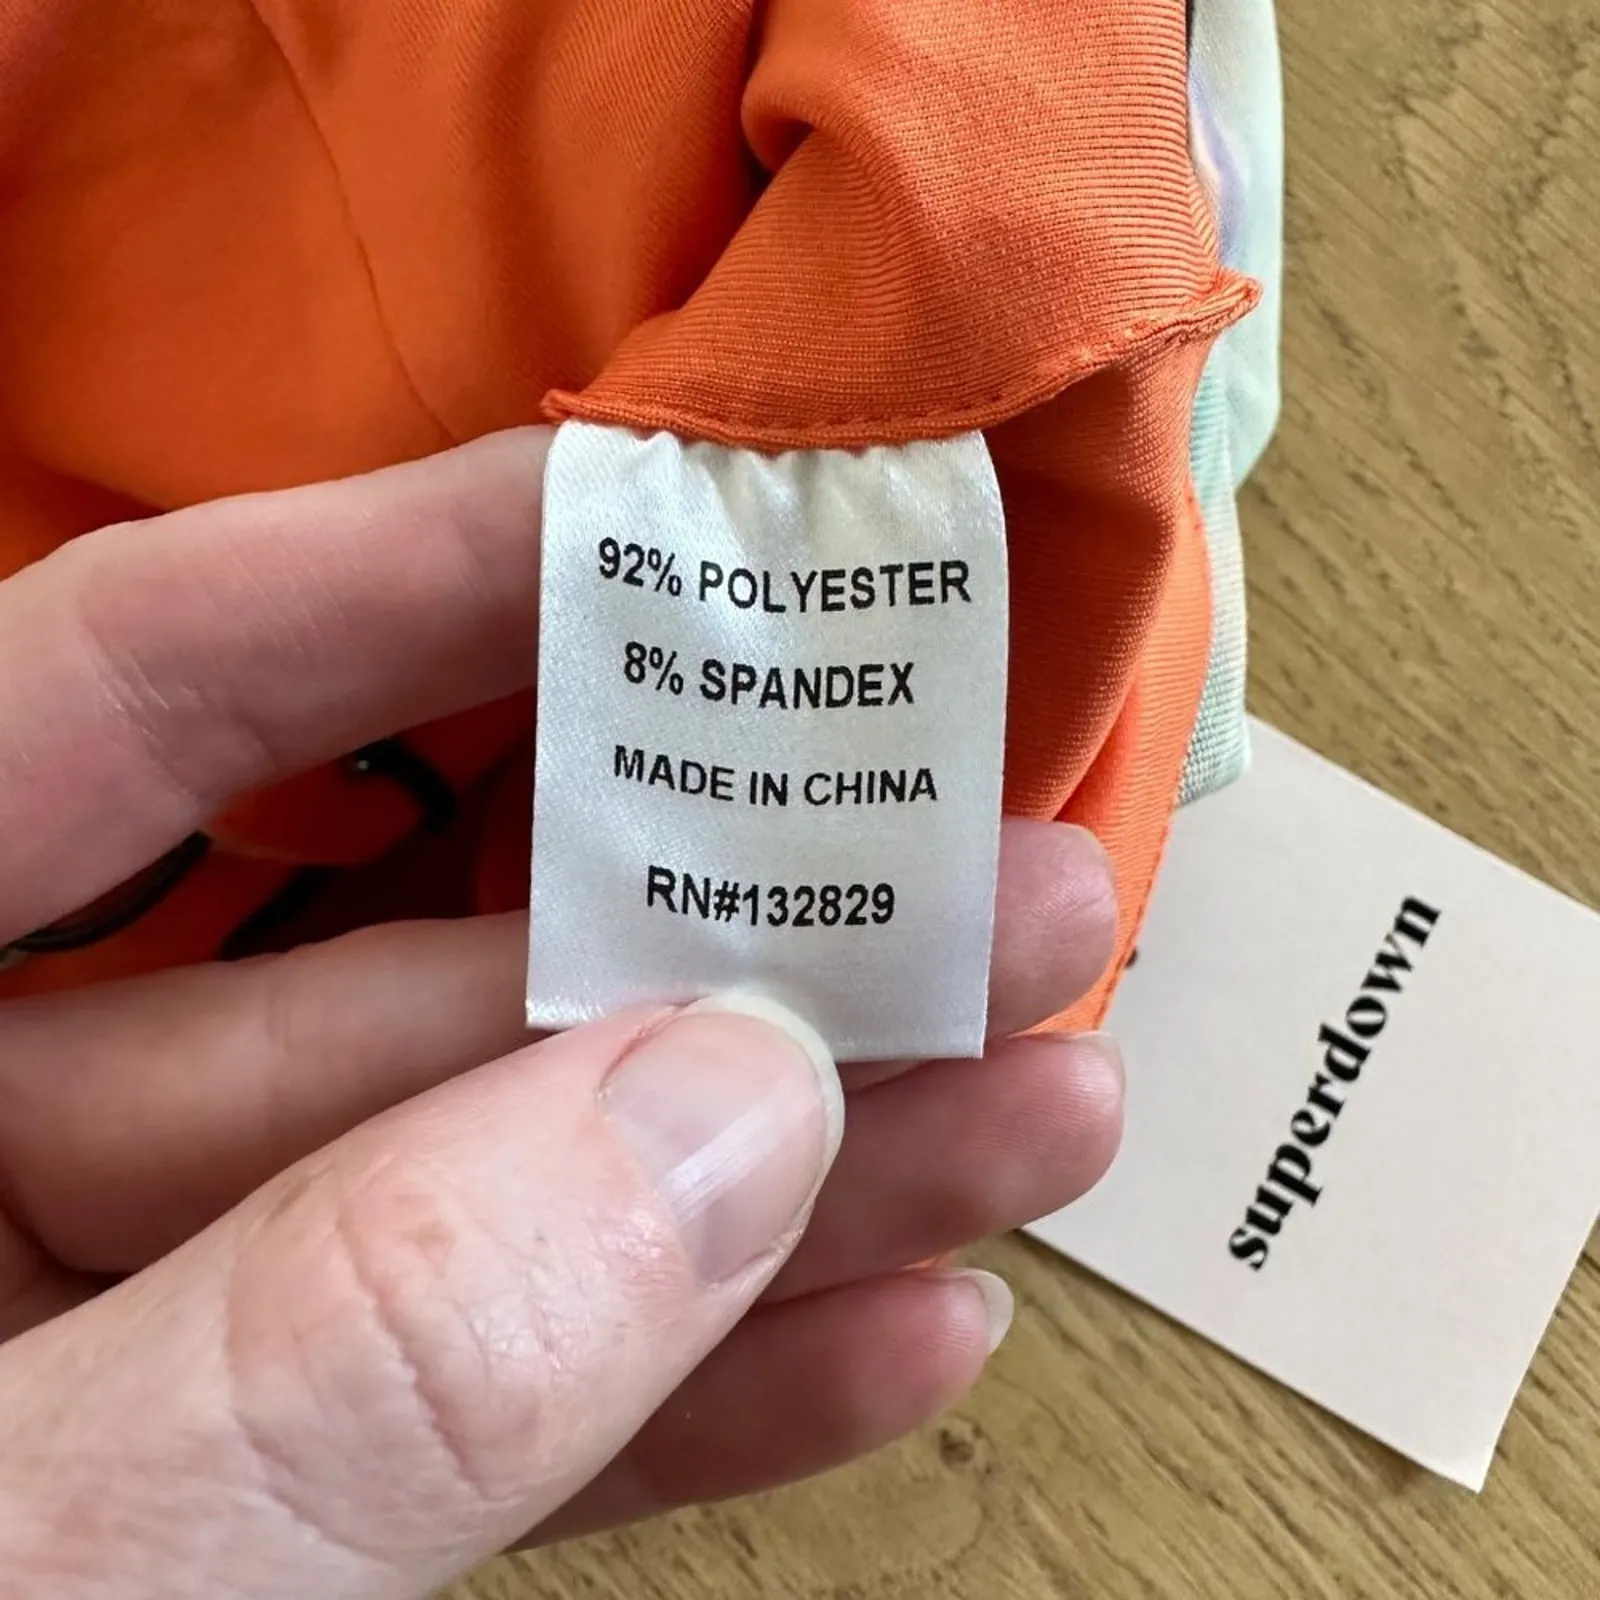 92% POLYESTER
8% SPANDEX
MADE IN CHINA
RN#132829
superdown